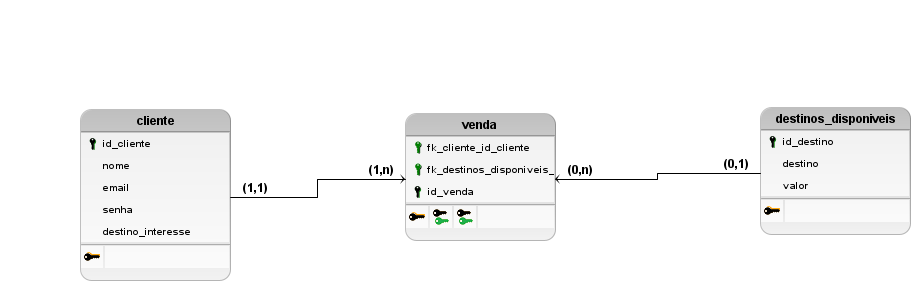 cliente
id_cliente
nome
email
senha
destino_interesse
(1,1)
(1,n)
venda
fk_cliente_id_cliente
fk_destinos_disponiveis_
id_venda
(0,n)
(0,1)
destinos_disponiveis
id_destino
destino
valor